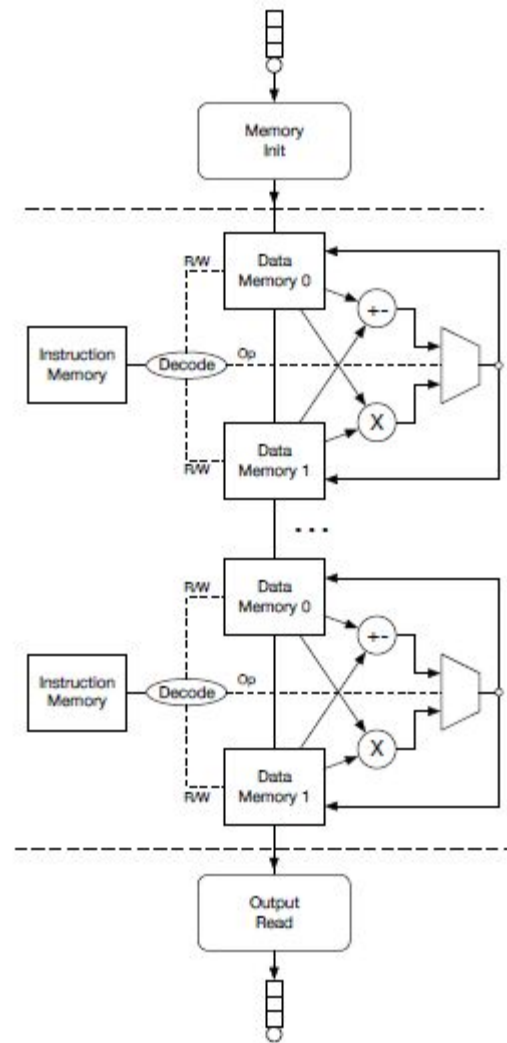 Memory
Init
R/W
Data
Memory 0
+-
Instruction
Memory
Decode
Op
X
R/W
Data
Memory 1
...
R/W
Data
Memory 0
+-
Instruction
Memory
Decode
Op
X
R/W
Data
Memory 1
Output
Read